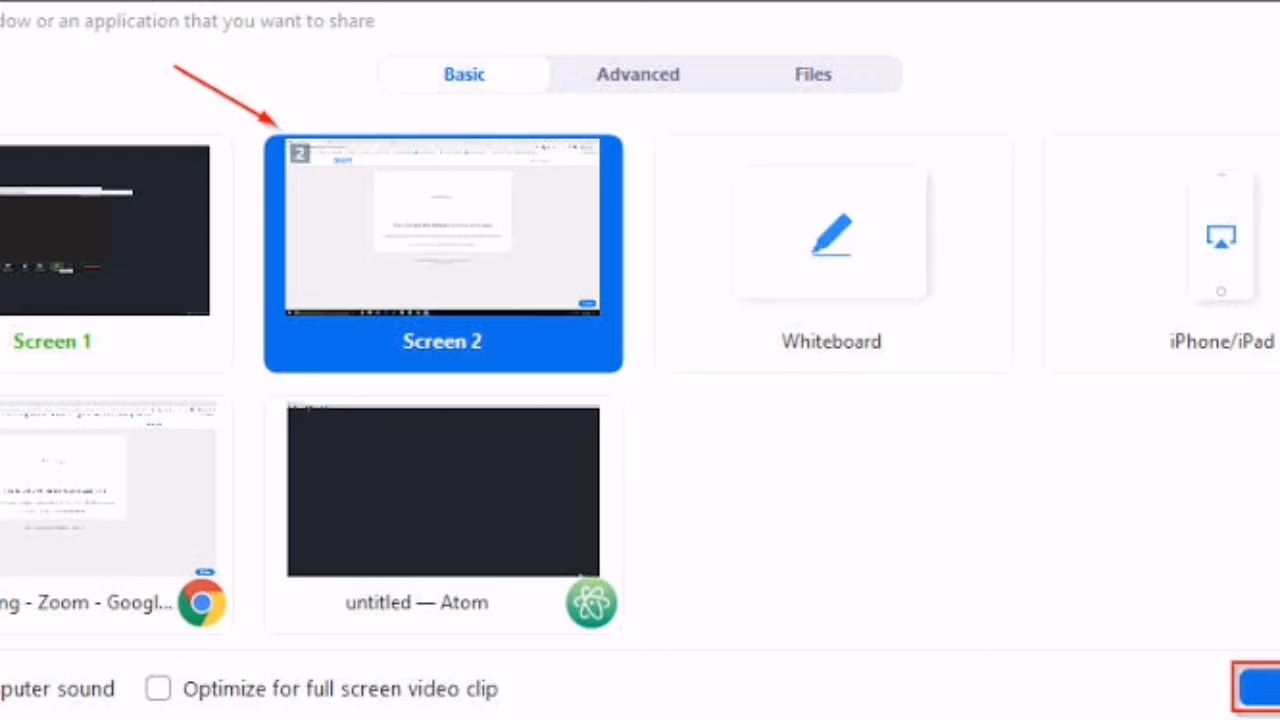 dow or an application that you want to share
Basic
Advanced
Files
2
Screen 1
Screen 2
Whiteboard
iPhone/iPad
ng - Zoom - Googl...
untitled — Atom
puter sound
Optimize for full screen video clip